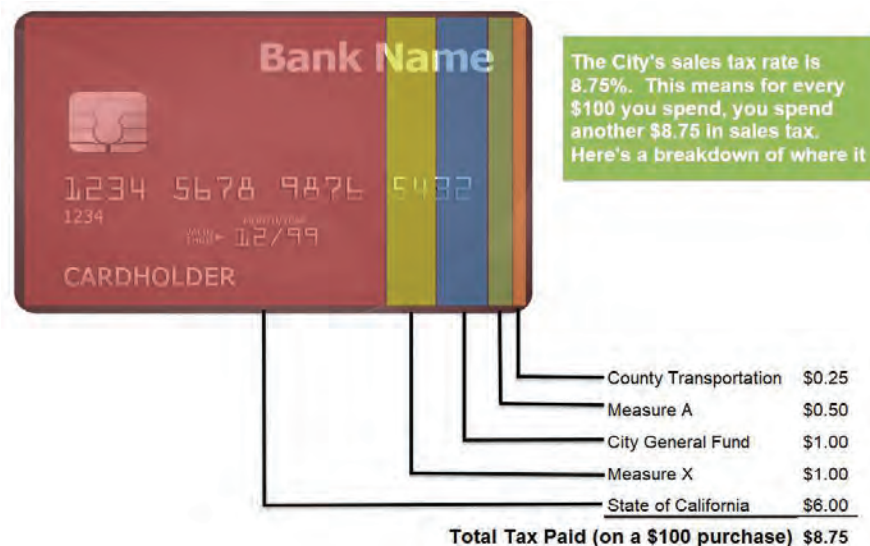 Bank Name
The City's sales tax rate is
8.75%. This means for every
$100 you spend, you spend
another $8.75 in sales tax.
Here's a breakdown of where it
1234 5678 9876 5432
1234
12/99
CARDHOLDER
County Transportation $0.25
Measure A $0.50
City General Fund $1.00
Measure X $1.00
State of California $6.00
Total Tax Paid (on a $100 purchase) $8.75